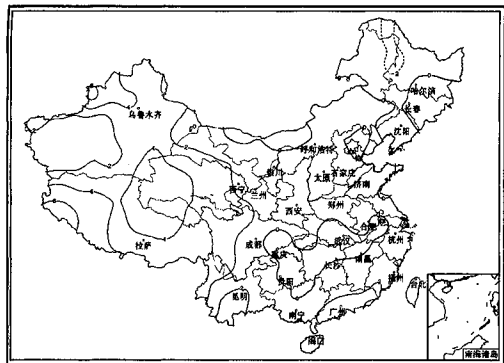 哈尔滨
长春
乌鲁木齐
沈阳
呼和浩特
银川
太原
石家庄
济南
西宁
兰州
郑州
西安
合肥
拉萨
成都
武汉
杭州
重庆
长沙
南昌
贵阳
福州
台北
昆明
南宁
广州
海口
南海诸岛